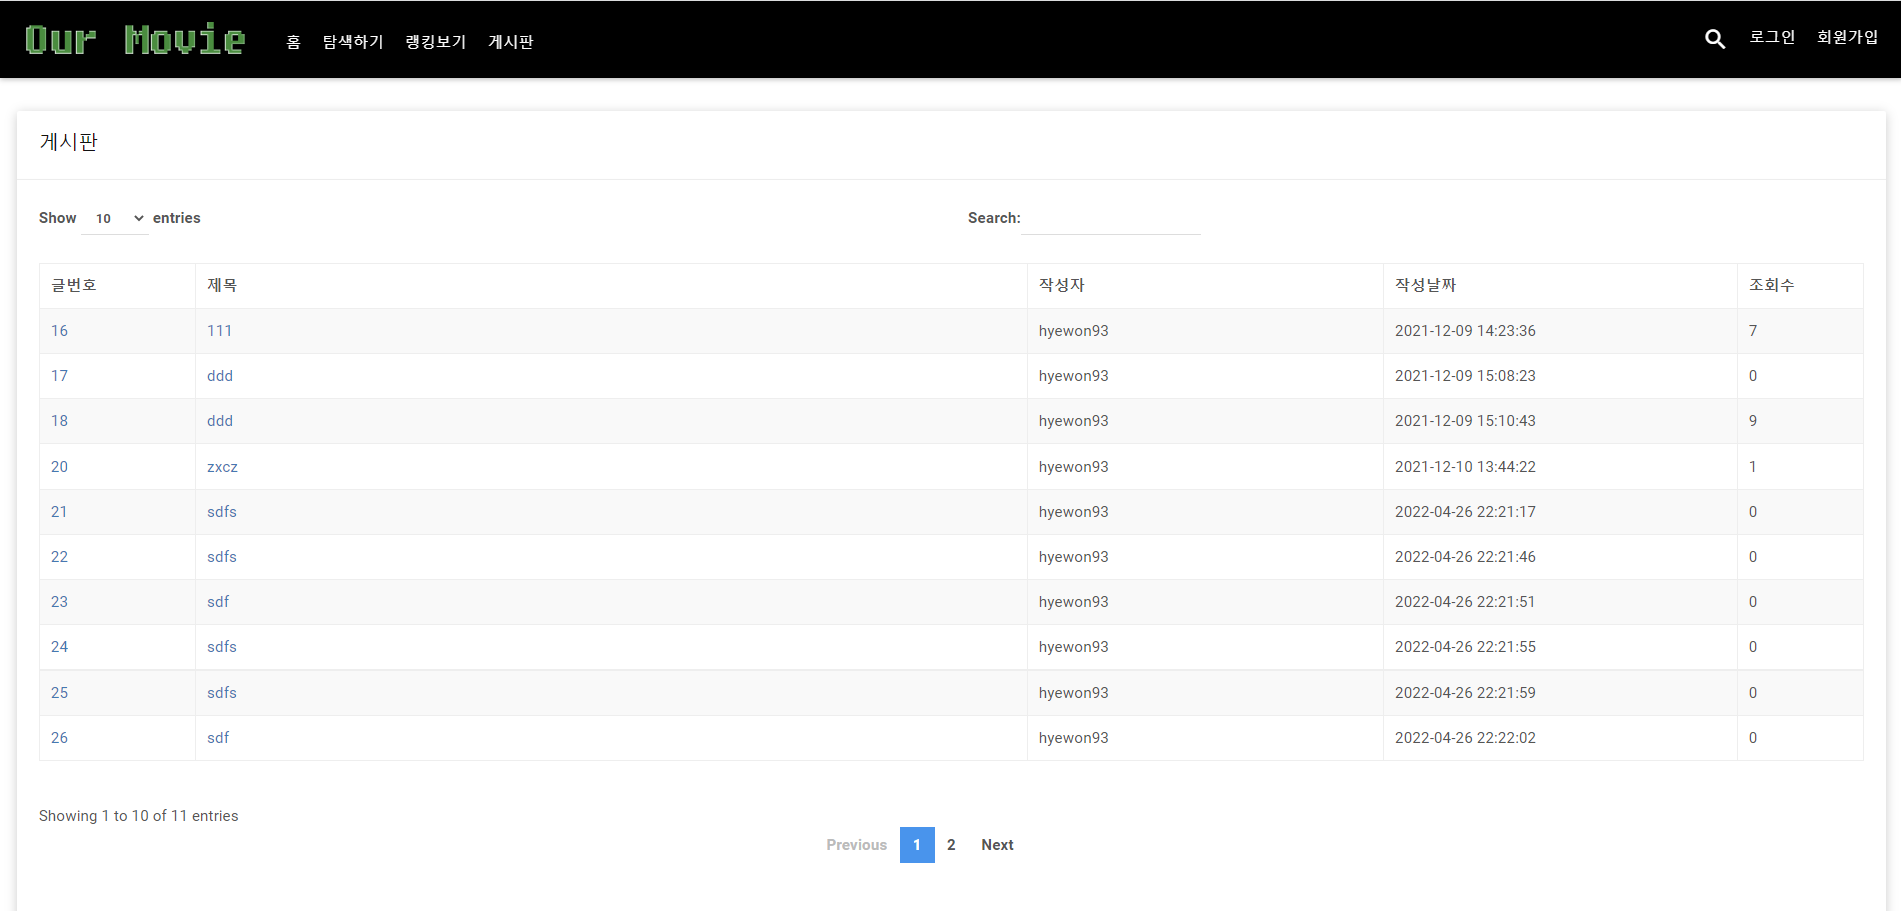 Our Movie 홈 탐색하기 랭킹보기 게시판 로그인 회원가입
게시판
Show 10 entries Search:
글번호 제목 작성자 작성날짜 조회수
16 111 hyewon93 2021-12-09 14:23:36 7
17 ddd hyewon93 2021-12-09 15:08:23 0
18 ddd hyewon93 2021-12-09 15:10:43 9
20 zxcz hyewon93 2021-12-10 13:44:22 1
21 sdfs hyewon93 2022-04-26 22:21:17 0
22 sdfs hyewon93 2022-04-26 22:21:46 0
23 sdf hyewon93 2022-04-26 22:21:51 0
24 sdfs hyewon93 2022-04-26 22:21:55 0
25 sdfs hyewon93 2022-04-26 22:21:59 0
26 sdf hyewon93 2022-04-26 22:22:02 0
Showing 1 to 10 of 11 entries
Previous 1 2 Next